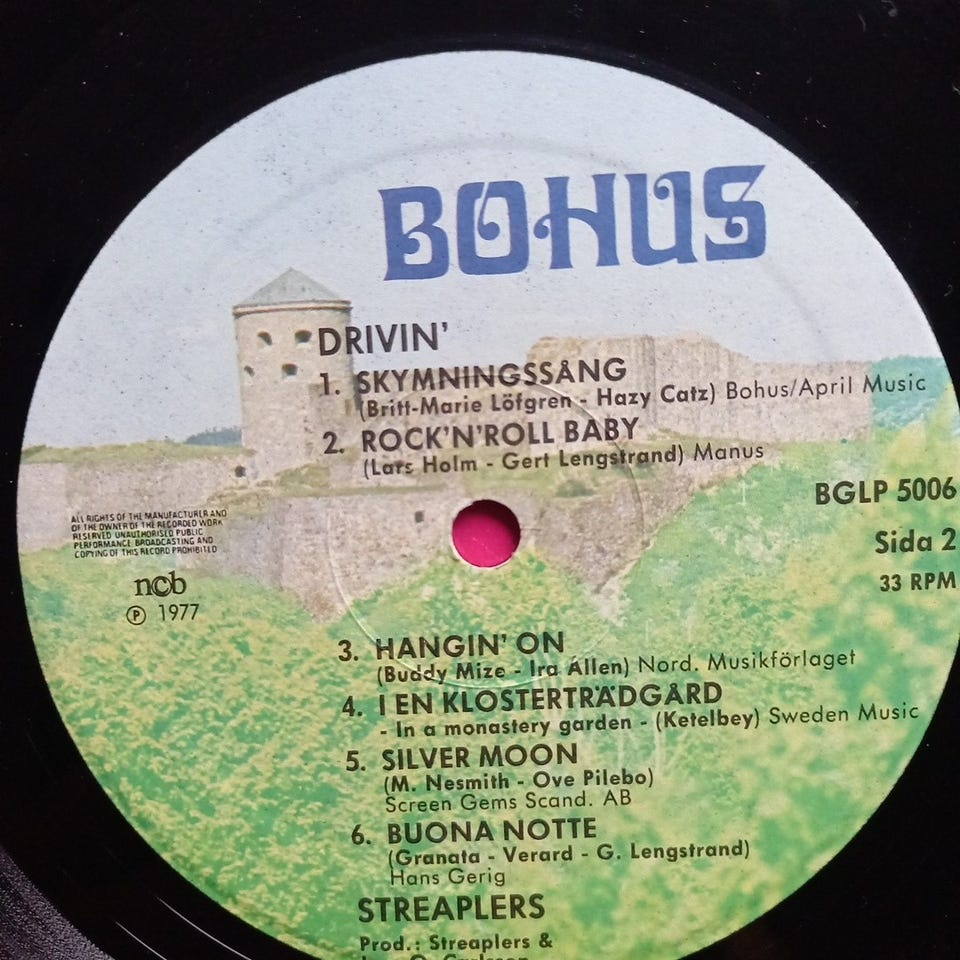 BOHUS
DRIVIN'
1. SKYMNINGSSÅNG
(Britt-Marie Löfgren - Hazy Catz) Bohus/April Music
2. ROCK'N'ROLL BABY
(Lars Holm - Gert Lengstrand) Manus
BGLP 5006
Sida 2
33 RPM
ALL RIGHTS OF THE MANUFACTURER AND
OF THE OWNER OF THE RECORDED WORK
RESERVED UNAUTHORISED PUBLIC
PERFORMANCE BROADCASTING AND
COPYING OF THIS RECORD PROHIBITED
ncb
Ⓟ 1977
3. HANGIN' ON
(Buddy Mize - Ira Allen) Nord. Musikförlaget
4. I EN KLOSTERTRÄDGÅRD
- In a monastery garden - (Ketelbey) Sweden Music
5. SILVER MOON
(M. Nesmith - Ove Pilebo)
Screen Gems Scand. AB
6. BUONA NOTTE
(Granata - Verard - G. Lengstrand)
Hans Gerig
STREAPLERS
Prod.: Streaplers &